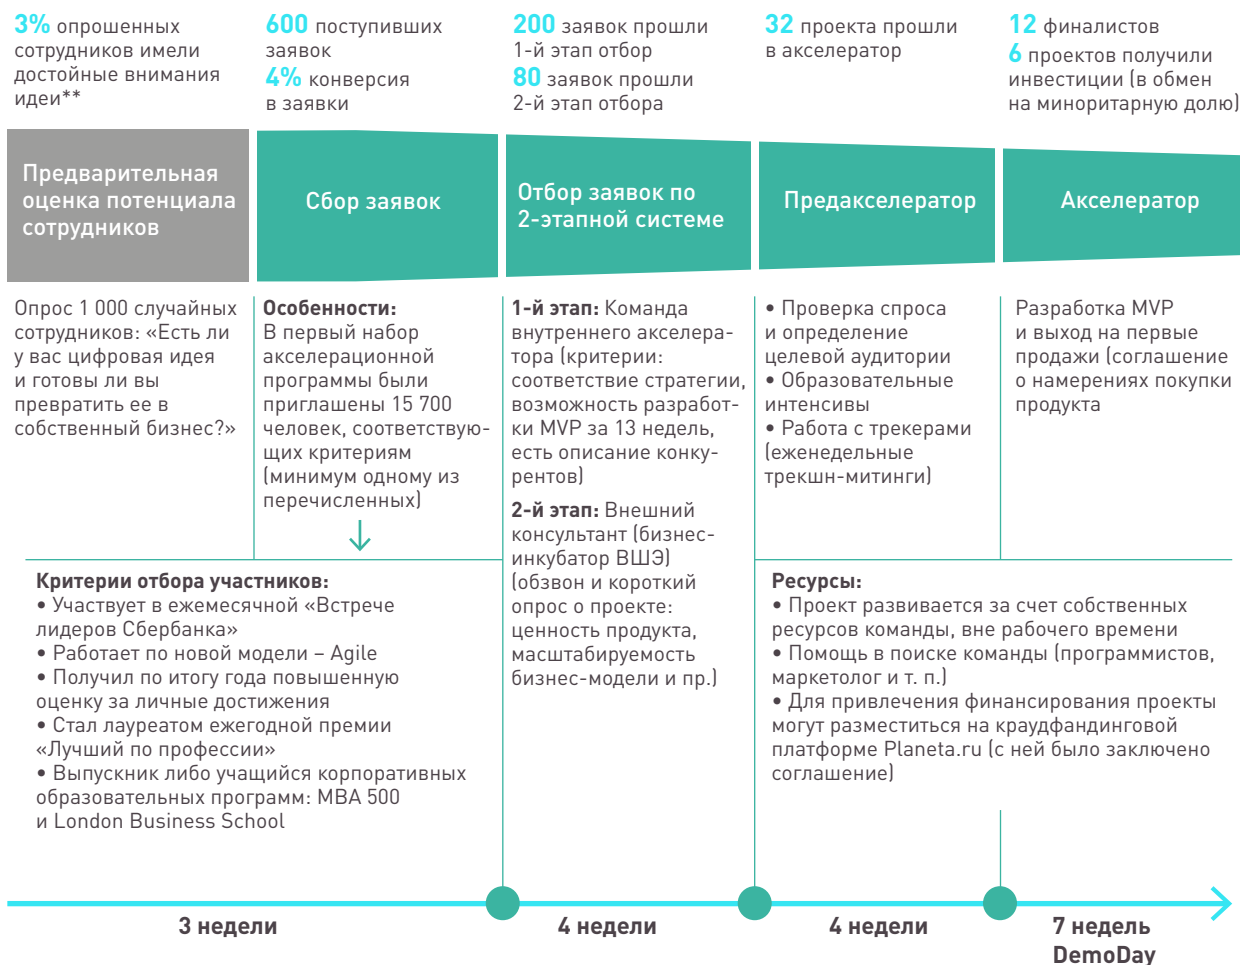 3% опрошенных
сотрудников имели
достойные внимания
идеи**
600 поступивших
заявок
4% конверсия
в заявки
200 заявок прошли
1-й этап отбор
80 заявок прошли
2-й этап отбора
32 проекта прошли
в акселератор
12 финалистов
6 проектов получили
инвестиции (в обмен
на миноритарную долю)
Предварительная
оценка потенциала
сотрудников
Сбор заявок
Отбор заявок по
2-этапной системе
Предакселератор
Акселератор
Опрос 1 000 случайных
сотрудников: «Есть ли
у вас цифровая идея
и готовы ли вы
превратить ее в
собственный бизнес?»
Особенности:
В первый набор
акселерационной
программы были
приглашены 15 700
человек, соответствую-
щих критериям
(минимум одному из
перечисленных)
1-й этап: Команда
внутреннего акселера-
тора (критерии:
соответствие стратегии,
возможность разработ-
ки MVP за 13 недель,
есть описание конку-
рентов)
2-й этап: Внешний
консультант (бизнес-
инкубатор ВШЭ)
(обзвон и короткий
опрос о проекте:
ценность продукта,
масштабируемость
бизнес-модели и пр.)
• Проверка спроса
и определение
целевой аудитории
• Образовательные
интенсивы
• Работа с трекерами
(еженедельные
трекшн-митинги)
Разработка MVP
и выход на первые
продажи (соглашение
о намерениях покупки
продукта
Критерии отбора участников:
• Участвует в ежемесячной «Встрече
лидеров Сбербанка»
• Работает по новой модели – Agile
• Получил по итогу года повышенную
оценку за личные достижения
• Стал лауреатом ежегодной премии
«Лучший по профессии»
• Выпускник либо учащийся корпоративных
образовательных программ: MBA 500
и London Business School
Ресурсы:
• Проект развивается за счет собственных
ресурсов команды, вне рабочего времени
• Помощь в поиске команды (программистов,
маркетолог и т. п.)
• Для привлечения финансирования проекты
могут разместиться на краудфандинговой
платформе Planeta.ru (с ней было заключено
соглашение)
3 недели
4 недели
4 недели
7 недель
DemoDay